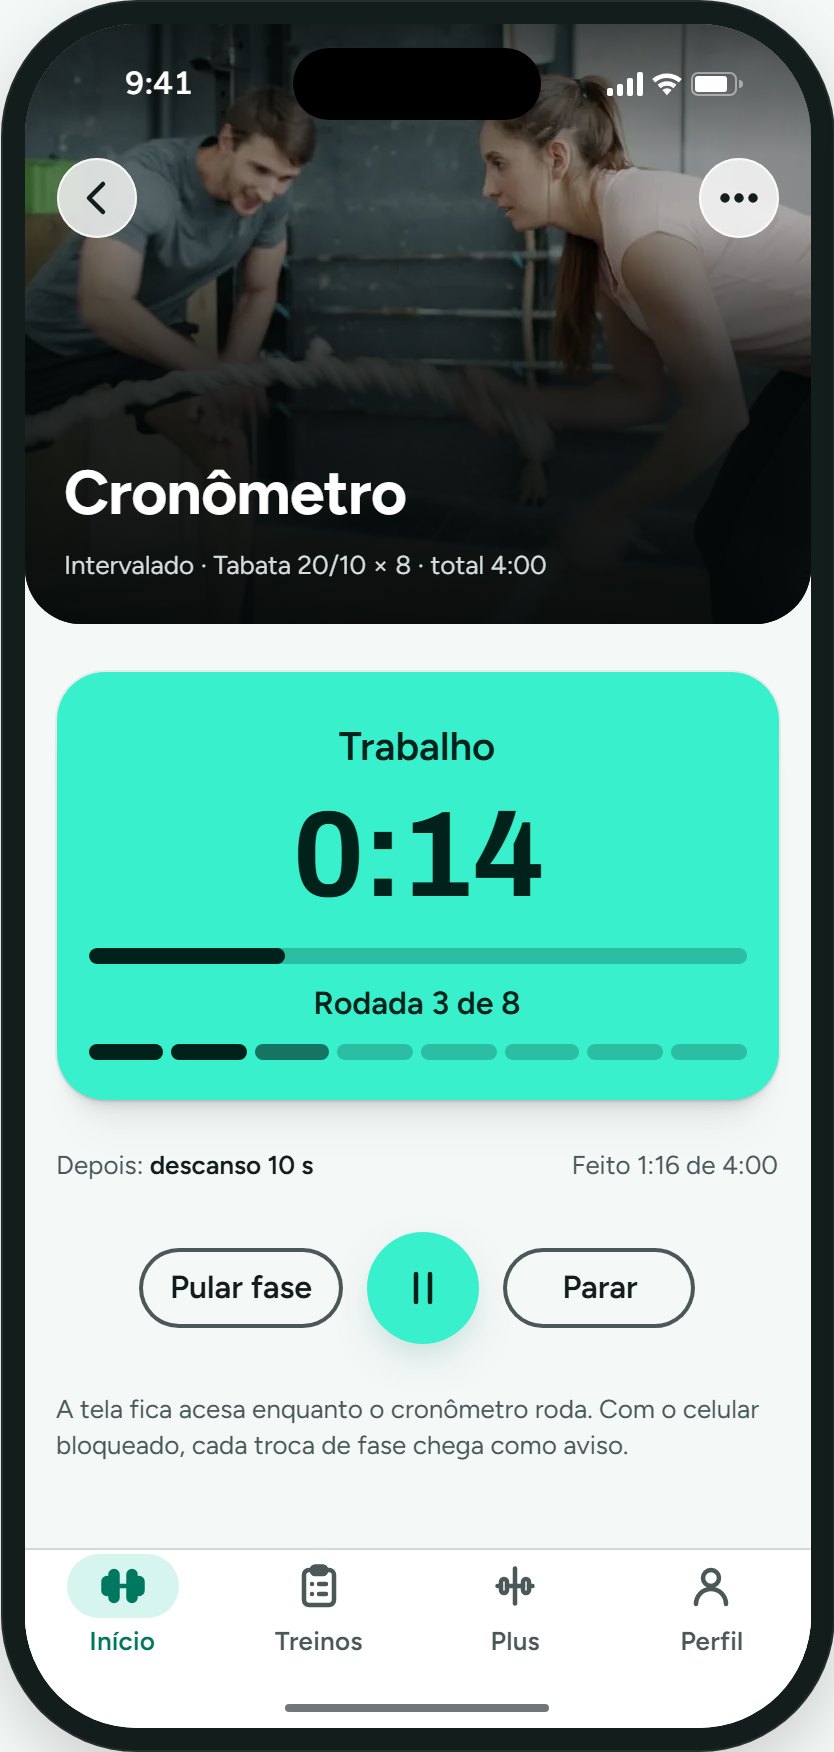 9:41
Cronômetro
Intervalado · Tabata 20/10 × 8 · total 4:00
Trabalho
0:14
Rodada 3 de 8
Depois: descanso 10 s
Feito 1:16 de 4:00
Pular fase
Parar
A tela fica acesa enquanto o cronômetro roda. Com o celular
bloqueado, cada troca de fase chega como aviso.
Início
Treinos
Plus
Perfil